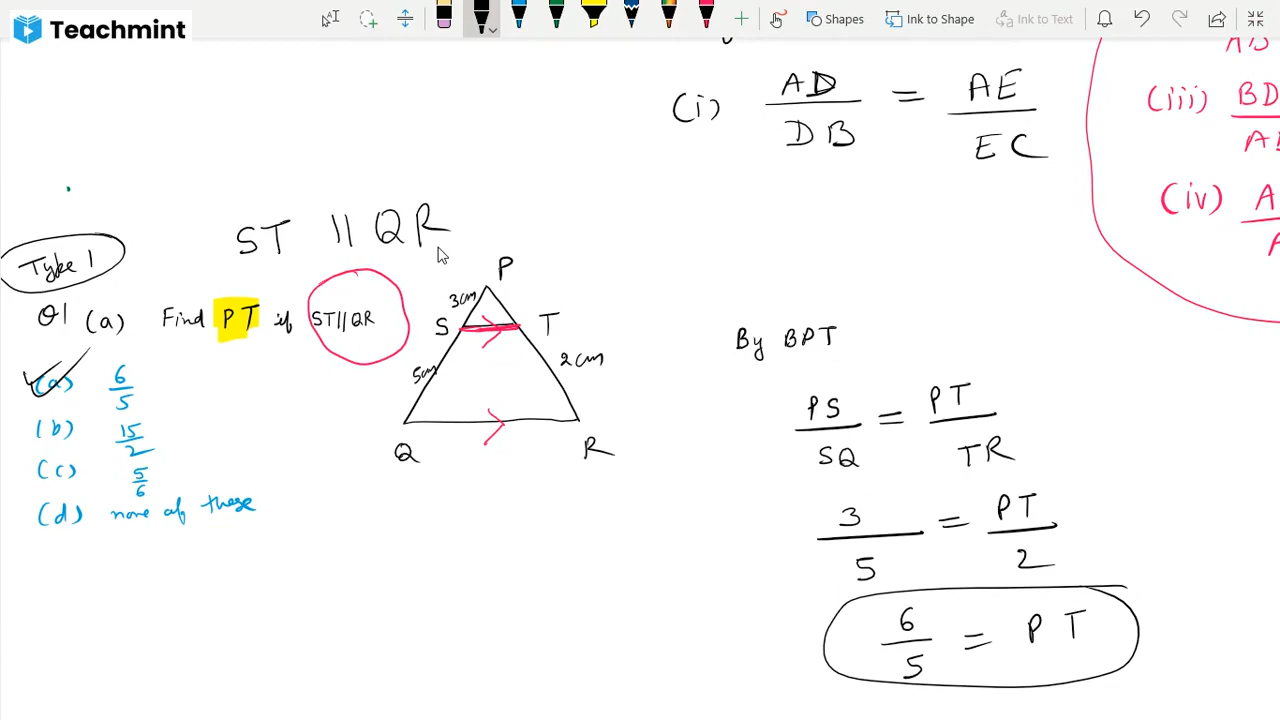 Teachmint
Shapes
Ink to Shape
Ink to Transform
(i) AD/DB = AE/EC
(iii) BD
(iv) A
ST || QR
Type 1
Q1 (a) Find PT if ST||QR
(a) 6/5
(b) 15/2
(c) 5/6
(d) none of these
P
3cm
S
T
5cm
2cm
Q
R
By BPT
PS/SQ = PT/TR
3/5 = PT/2
6/5 = PT